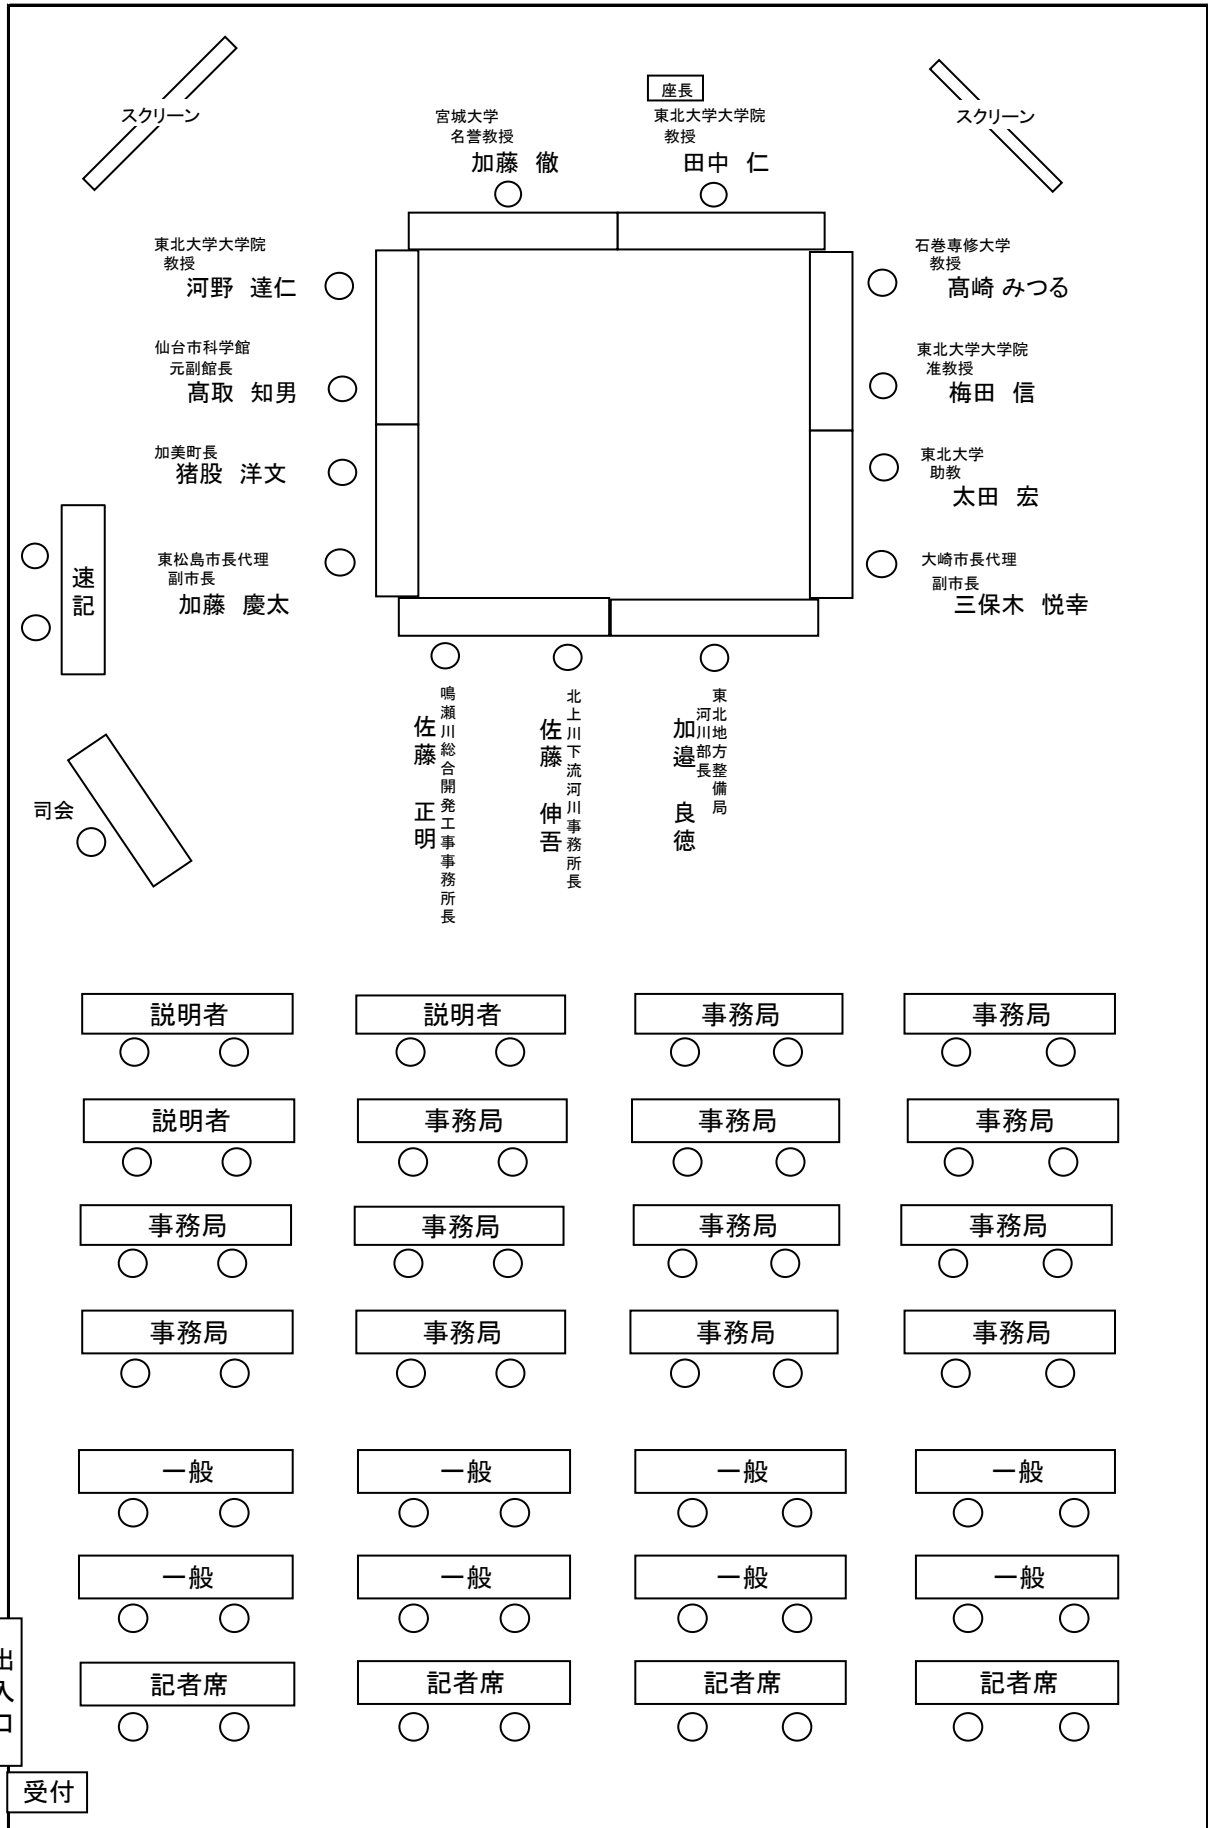 スクリーン
座長
スクリーン
宮城大学
名誉教授
加藤 徹
東北大学大学院
教授
田中 仁
東北大学大学院
教授
河野 達仁
石巻専修大学
教授
髙崎 みつる
仙台市科学館
元副館長
髙取 知男
東北大学大学院
准教授
梅田 信
加美町長
猪股 洋文
東北大学
助教
太田 宏
東松島市長代理
副市長
加藤 慶太
大崎市長代理
副市長
三保木 悦幸
速記
鳴瀬川総合開発工事事務所長
佐藤 正明
北上川下流河川事務所長
佐藤 伸吾
東北地方整備局
河川部長
加邉 良徳
司会
説明者 説明者 事務局 事務局
説明者 事務局 事務局 事務局
事務局 事務局 事務局 事務局
事務局 事務局 事務局 事務局
一般 一般 一般 一般
一般 一般 一般 一般
記者席 記者席 記者席 記者席
出入口
受付